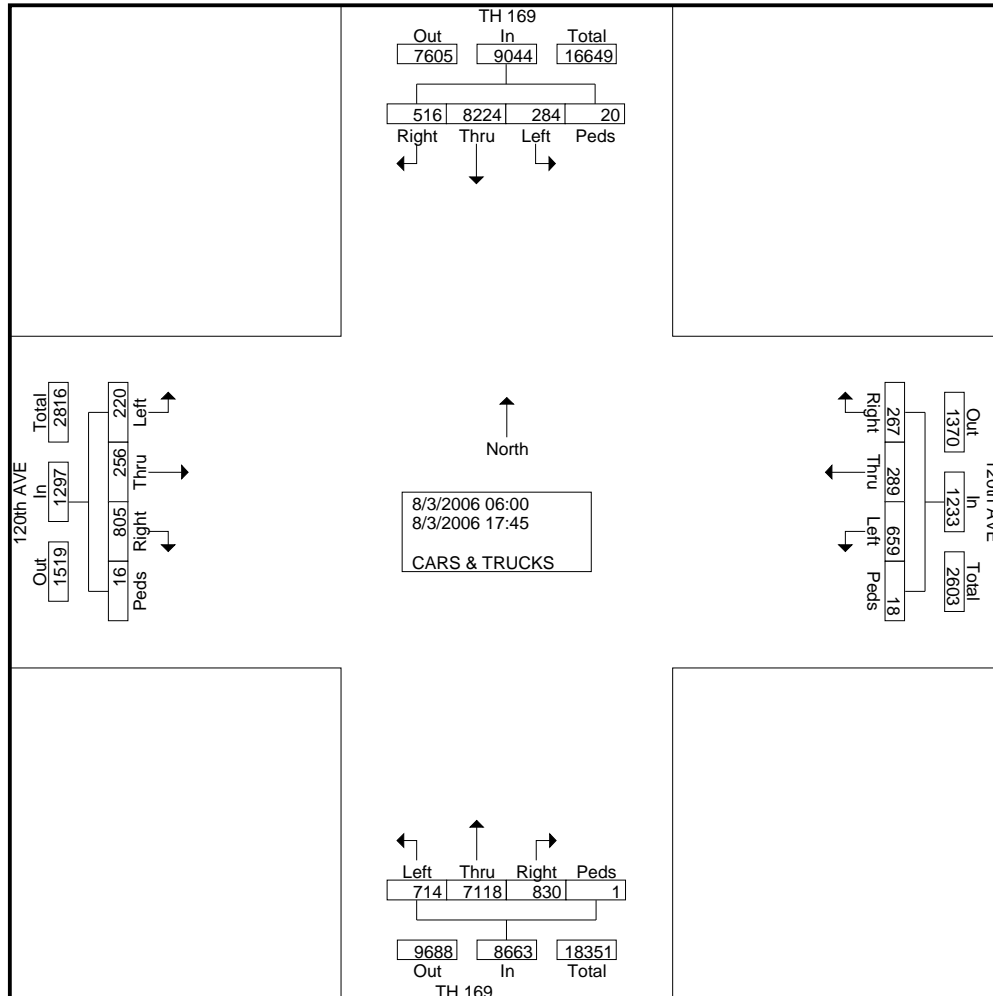 TH 169
Out In Total
7605 9044 16649
516 8224 284 20
Right Thru Left Peds
120th AVE
Total In Out
2816 1297 1519
220 256 805 16
Left Thru Right Peds
North
8/3/2006 06:00
8/3/2006 17:45
CARS & TRUCKS
Right Thru Left Peds
267 289 659 18
Out In Total
1370 1233 2603
120th AVE
Left Thru Right Peds
714 7118 830 1
9688 8663 18351
Out In Total
TH 169